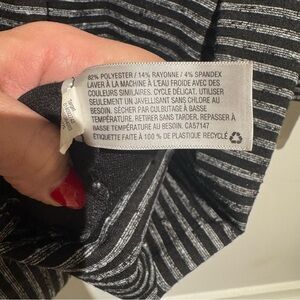 82% POLYESTER / 14% RAYONNE / 4% SPANDEX
LAVER À LA MACHINE À L'EAU FROIDE AVEC DES
COULEURS SIMILAIRES. CYCLE DÉLICAT. UTILISER
SEULEMENT UN JAVELLISANT SANS CHLORE AU
BESOIN. SÉCHER PAR CULBUTAGE À BASSE
TEMPÉRATURE. RETIRER SANS TARDER. REPASSER À
BASSE TEMPÉRATURE AU BESOIN. CA57147
ÉTIQUETTE FAITE À 100 % DE PLASTIQUE RECYCLÉ